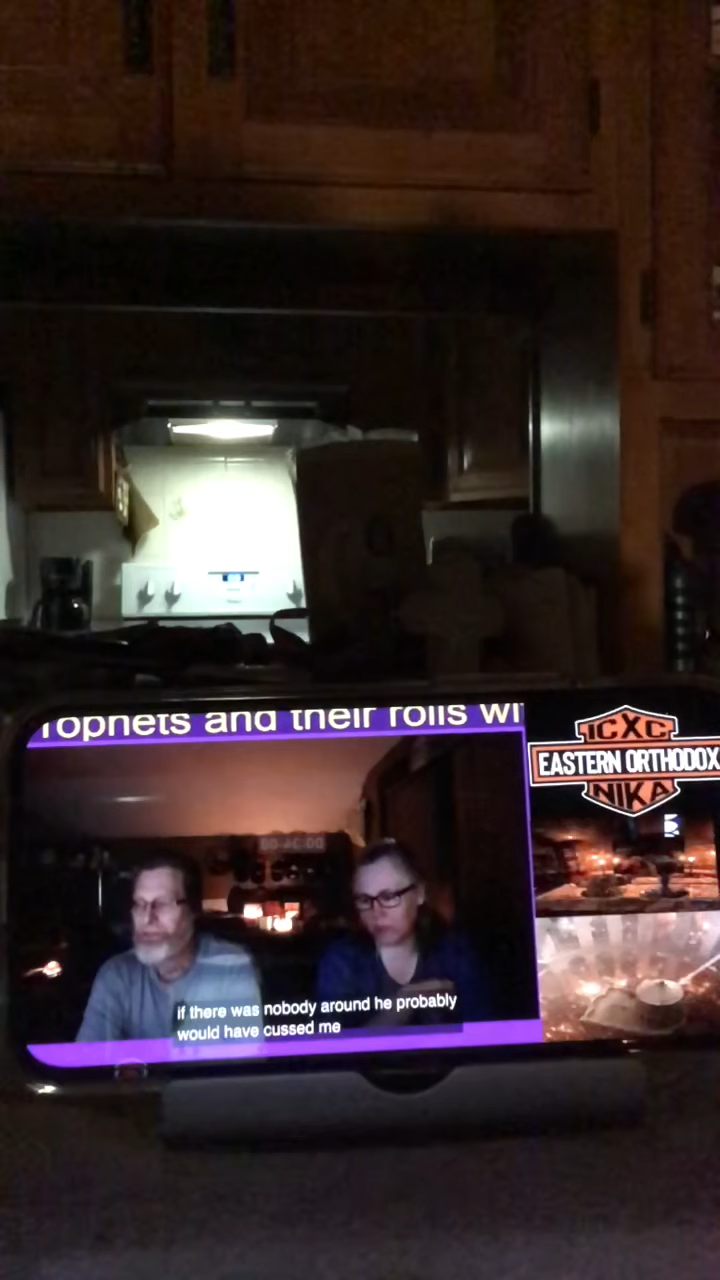 rophets and their rolls wi
ICXC
EASTERN ORTHODOX
NIKA
if there was nobody around he probably
would have cussed me